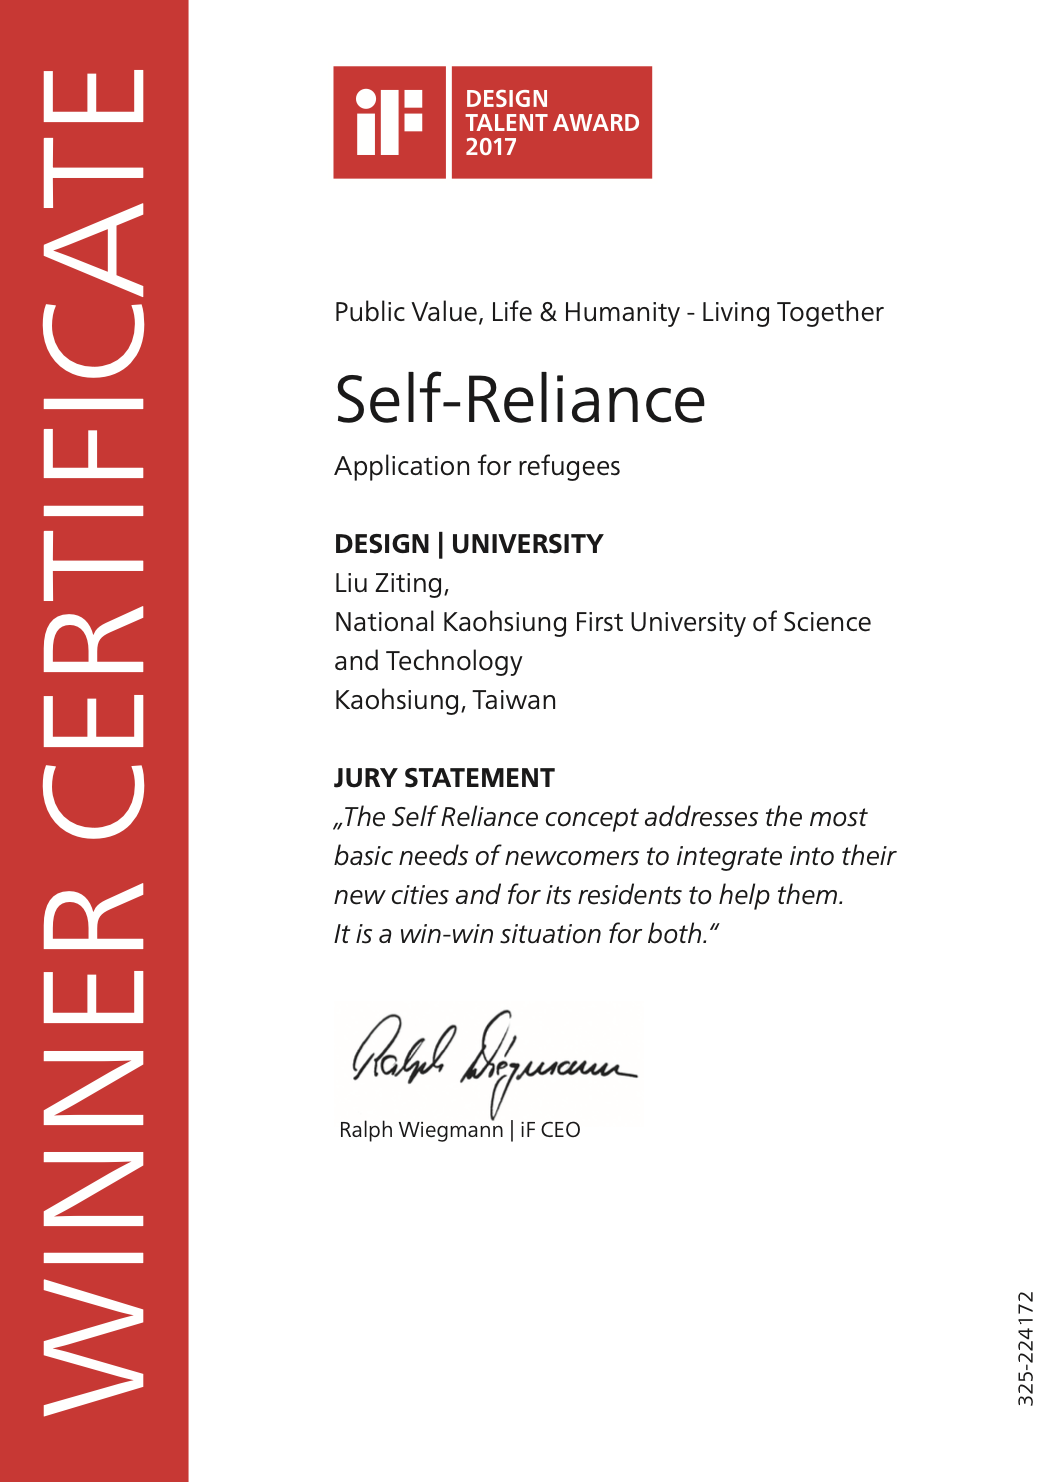 WINNER CERTIFICATE
iF
DESIGN
TALENT AWARD
2017
Public Value, Life & Humanity - Living Together
Self-Reliance
Application for refugees
DESIGN | UNIVERSITY
Liu Ziting,
National Kaohsiung First University of Science
and Technology
Kaohsiung, Taiwan
JURY STATEMENT
„The Self Reliance concept addresses the most
basic needs of newcomers to integrate into their
new cities and for its residents to help them.
It is a win-win situation for both.“
Ralph Wiegmann
Ralph Wiegmann | iF CEO
325-224172